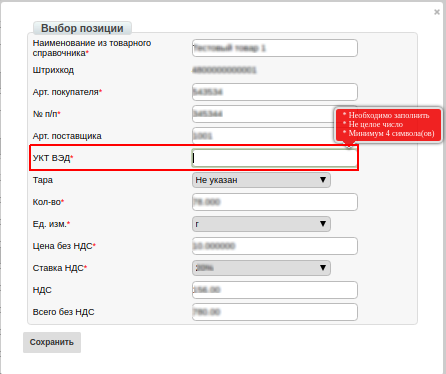 Выбор позиции
Наименование из товарного
справочника* Тестовый товар 1
Штрихкод
Арт. покупателя* 543534
№ п/п* 345344
* Необходимо заполнить
* Не целое число
* Минимум 4 символа(ов)
Арт. поставщика 1001
УКТ ВЭД*
Тара Не указан
Кол-во* 78.000
Ед. изм.* г
Цена без НДС* 10.000000
Ставка НДС* 20%
НДС 156.00
Всего без НДС 780.00
Сохранить